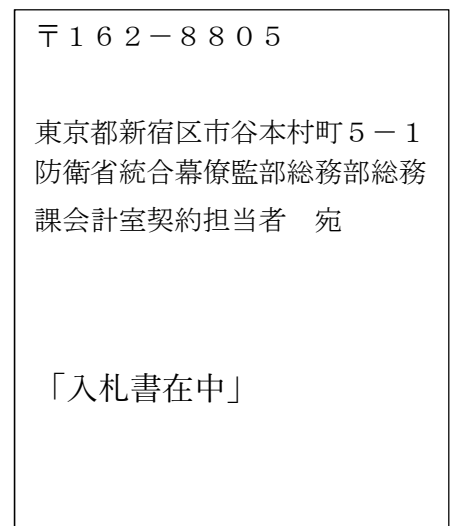 〒１６２－８８０５
東京都新宿区市谷本村町５－１
防衛省統合幕僚監部総務部総務
課会計室契約担当者　宛
「入札書在中」